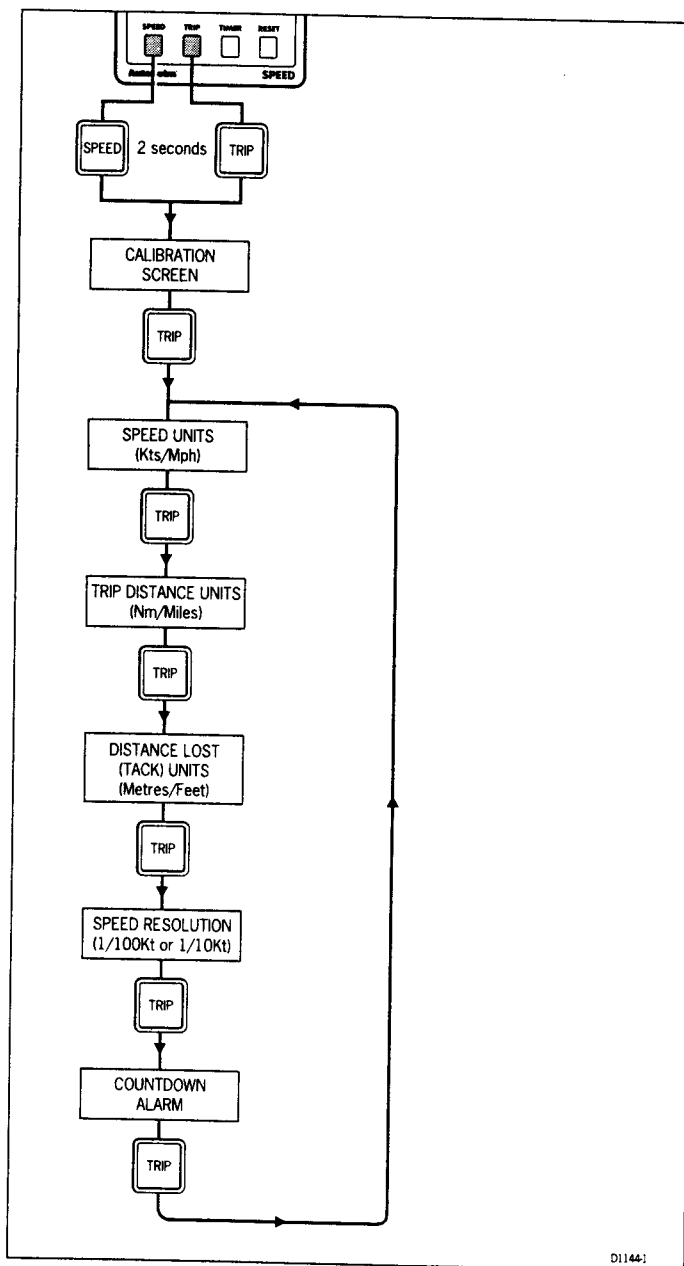 SPEED TRIP TIMER RESET
SPEED
SPEED 2 seconds TRIP
CALIBRATION
SCREEN
TRIP
SPEED UNITS
(Kts/Mph)
TRIP
TRIP DISTANCE UNITS
(Nm/Miles)
TRIP
DISTANCE LOST
(TACK) UNITS
(Metres/Feet)
TRIP
SPEED RESOLUTION
(1/100Kt or 1/10Kt)
TRIP
COUNTDOWN
ALARM
TRIP
D1144-1